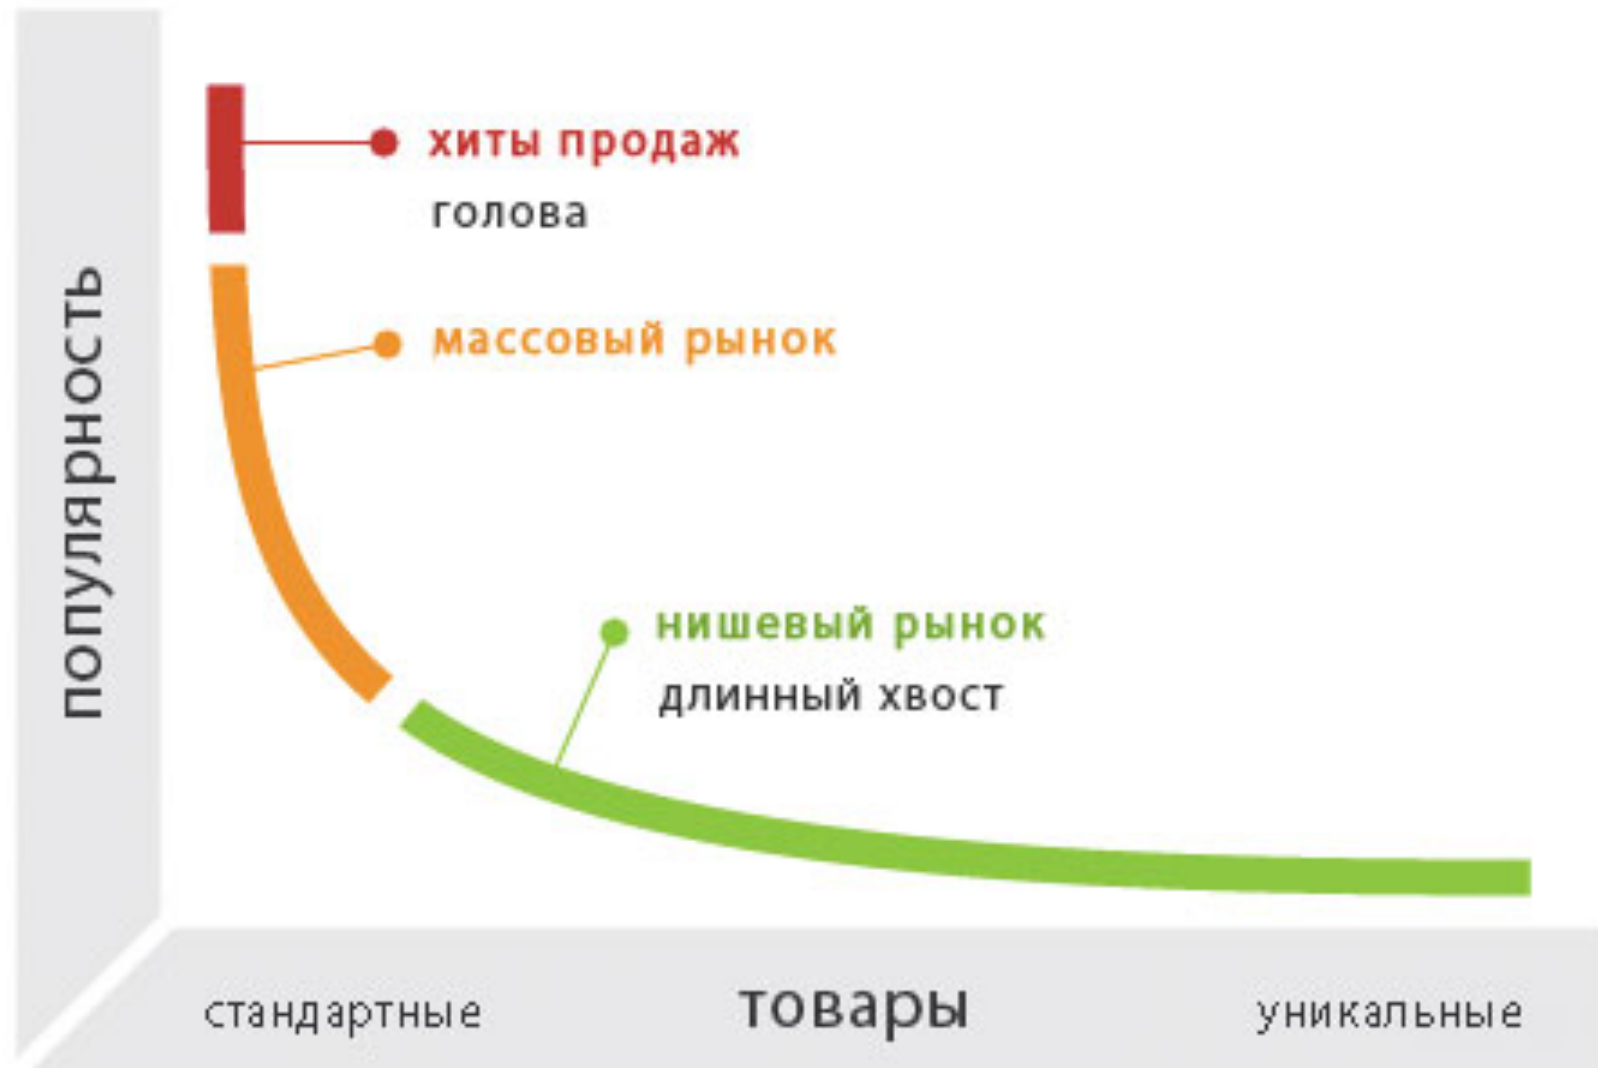 популярность
хиты продаж
голова
массовый рынок
нишевый рынок
длинный хвост
стандартные
товары
уникальные